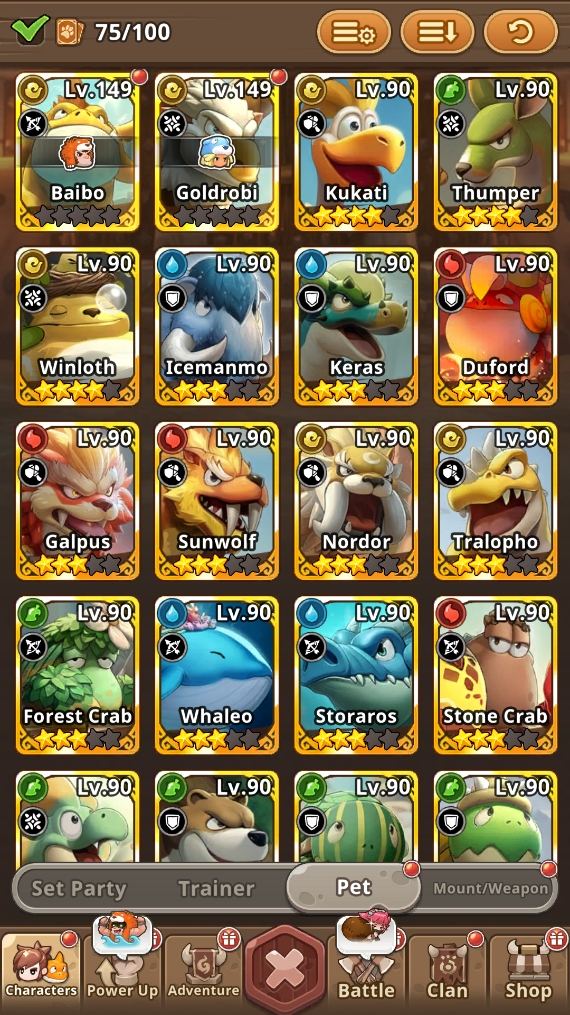 75/100
Lv.149 Lv.149 Lv.90 Lv.90
Baibo Goldrobi Kukati Thumper
Lv.90 Lv.90 Lv.90 Lv.90
Winloth Icemanmo Keras Duford
Lv.90 Lv.90 Lv.90 Lv.90
Galpus Sunwolf Nordor Tralopho
Lv.90 Lv.90 Lv.90 Lv.90
Forest Crab Whaleo Storaros Stone Crab
Lv.90 Lv.90 Lv.90 Lv.90
Set Party Trainer Pet Mount/Weapon
Characters Power Up Adventure Battle Clan Shop